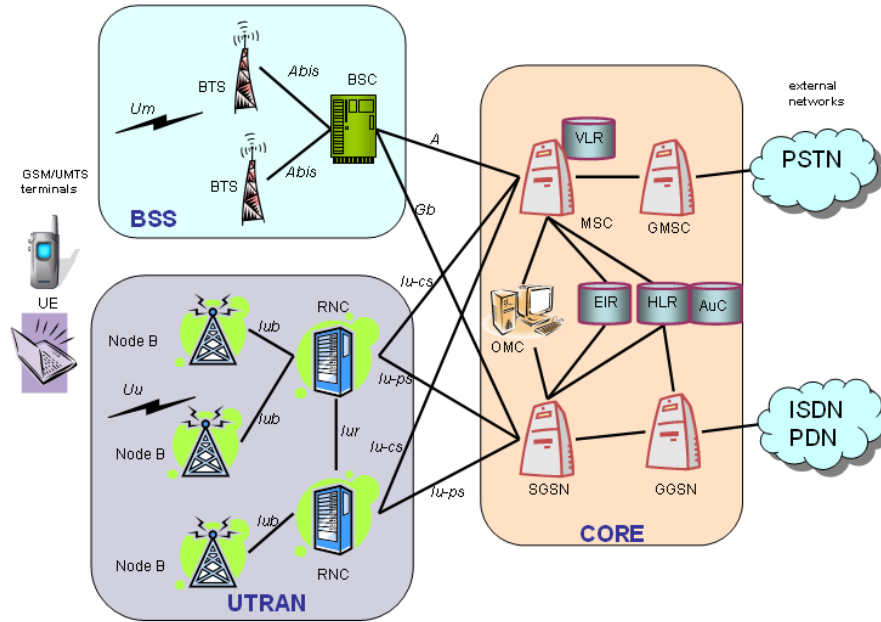 BTS
Abis
BSC
Um
BTS
Abis
BSS
A
Gb
GSM/UMTS
terminals
UE
RNC
Node B
Iub
Uu
Iub
Node B
Iur
Iub
Node B
RNC
UTRAN
Iu-cs
Iu-ps
Iu-cs
Iu-ps
VLR
MSC
GMSC
OMC
EIR
HLR
AuC
SGSN
GGSN
CORE
external
networks
PSTN
ISDN
PDN